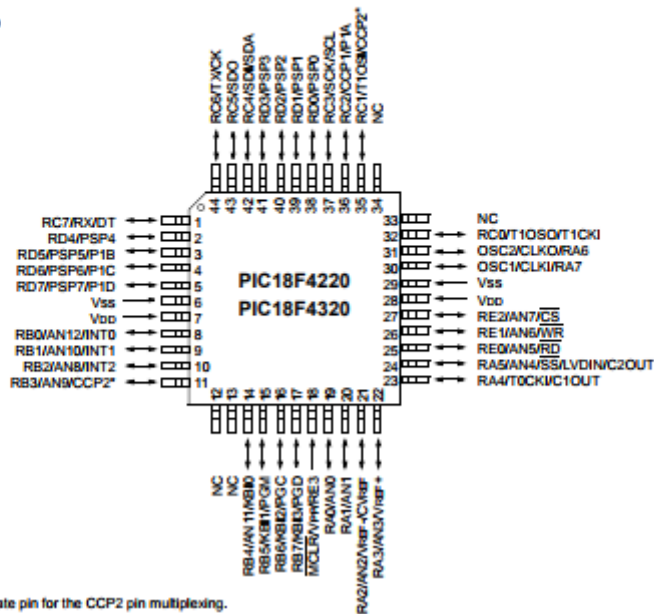 )
RC6/TX/CK
RC5/SDO
RC4/SDI/SDA
RD3/PSP3
RD2/PSP2
RD1/PSP1
RD0/PSP0
RC3/SCK/SCL
RC2/CCP1/P1A
RC1/T1OSI/CCP2*
NC
44 43 42 41 40 39 38 37 36 35 34
RC7/RX/DT 1
RD4/PSP4 2
RD5/PSP5/P1B 3
RD6/PSP6/P1C 4
RD7/PSP7/P1D 5
VSS 6
VDD 7
RB0/AN12/INT0 8
RB1/AN10/INT1 9
RB2/AN8/INT2 10
RB3/AN9/CCP2* 11
PIC18F4220
PIC18F4320
33 NC
32 RC0/T1OSO/T1CKI
31 OSC2/CLKO/RA6
30 OSC1/CLKI/RA7
29 VSS
28 VDD
27 RE2/AN7/CS
26 RE1/AN6/WR
25 RE0/AN5/RD
24 RA5/AN4/SS/LVDIN/C2OUT
23 RA4/T0CKI/C1OUT
12 13 14 15 16 17 18 19 20 21 22
NC
NC
RB4/AN11/KBI0
RB5/KBI1/PGM
RB6/KBI2/PGC
RB7/KBI3/PGD
MCLR/VPP/RE3
RA0/AN0
RA1/AN1
RA2/AN2/VREF-/CVREF
RA3/AN3/VREF+
ate pin for the CCP2 pin multiplexing.